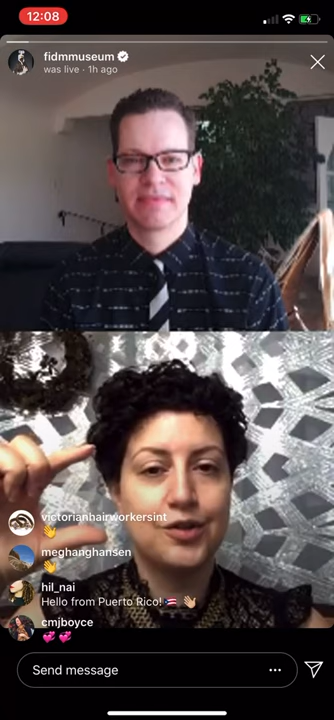 12:08
fidmmuseum
was live · 1h ago
victorianhairworkersint
👋
meghanghansen
👋
hil_nai
Hello from Puerto Rico! 🇵🇷 👋🏼
cmjboyce
💞 💞
Send message